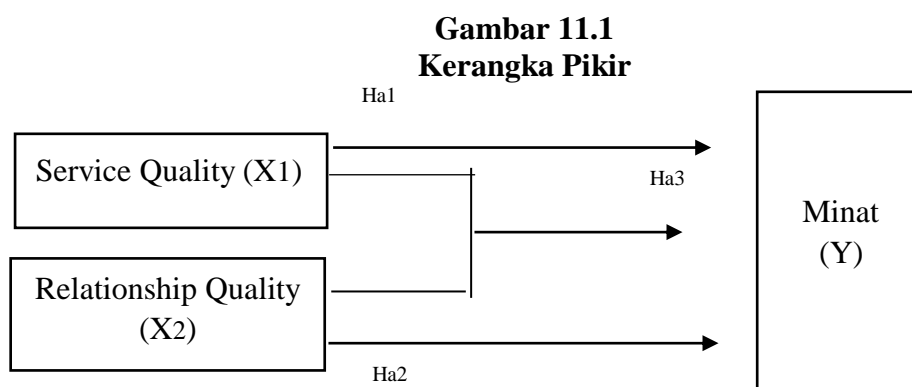 Gambar 11.1
Kerangka Pikir
Ha1
Service Quality (X1)
Ha3
Minat
(Y)
Relationship Quality
(X2)
Ha2